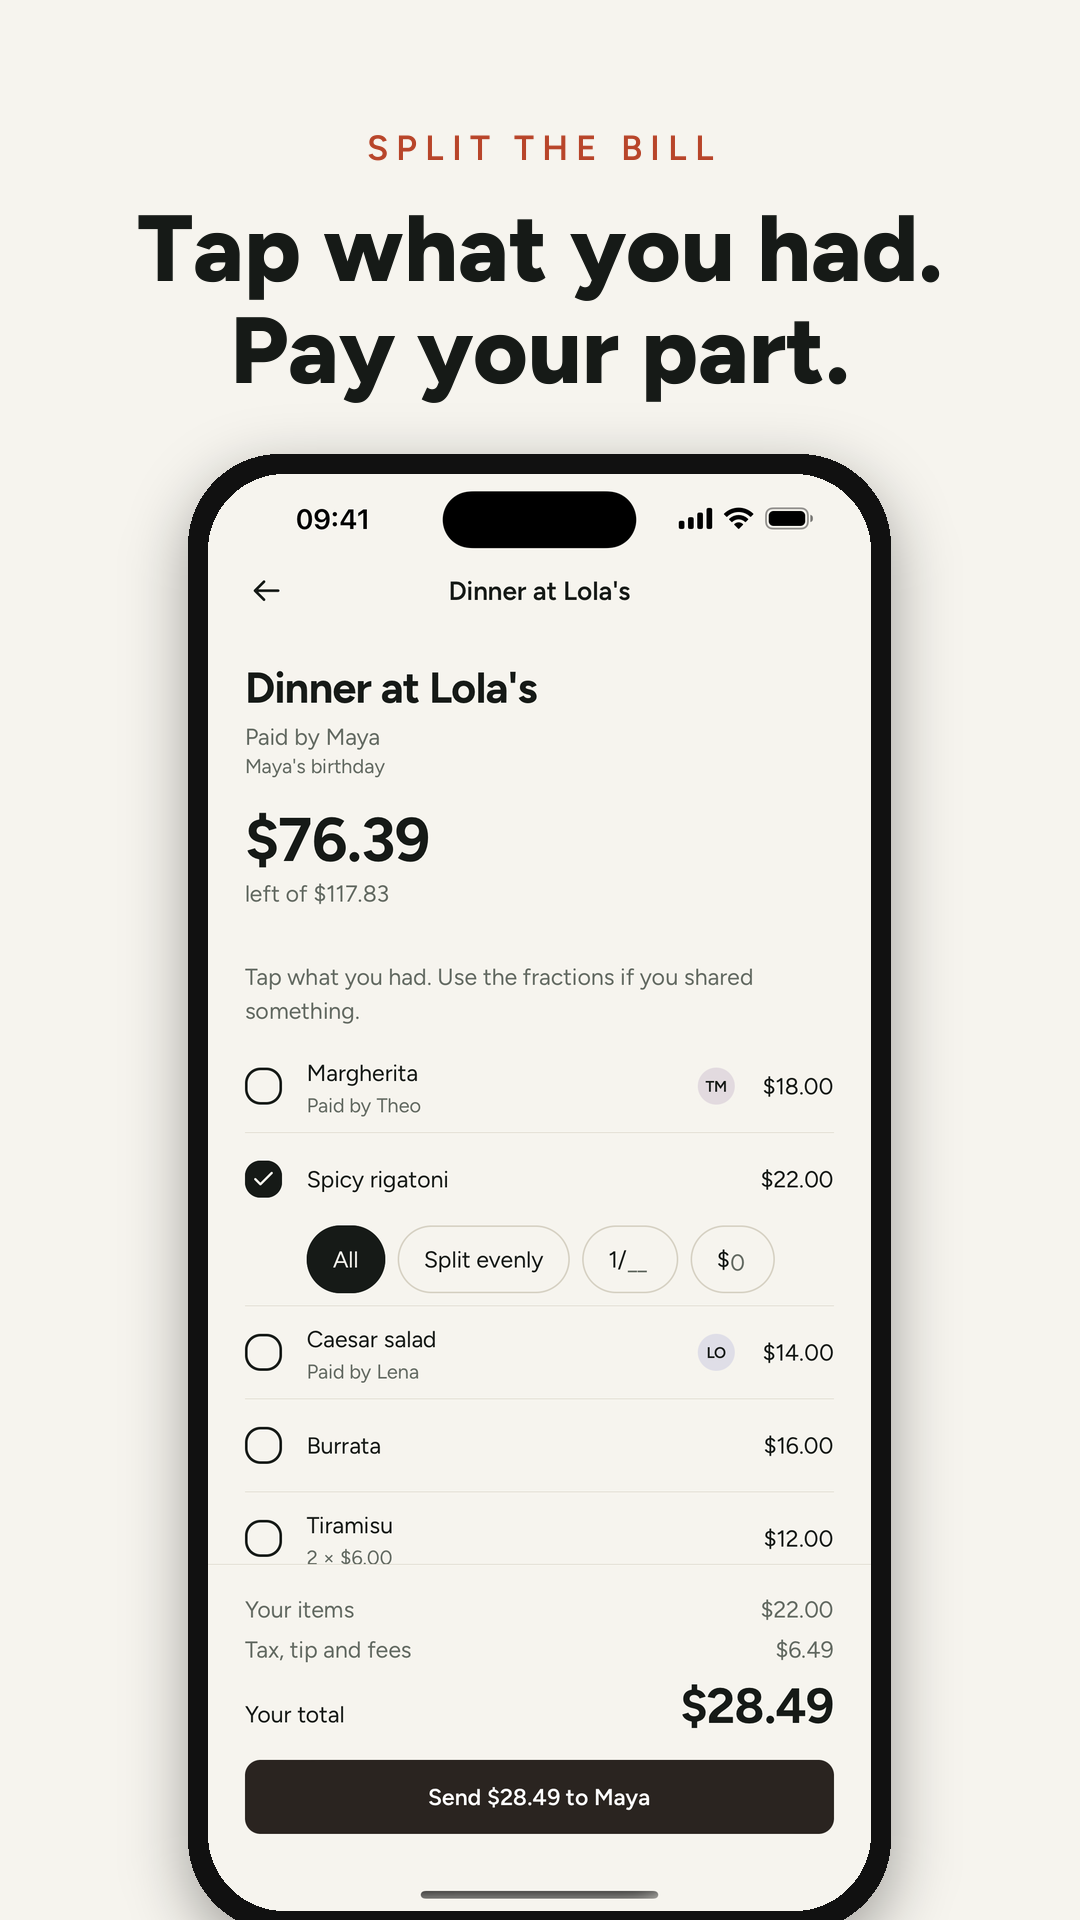 SPLIT THE BILL
Tap what you had.
Pay your part.
09:41
Dinner at Lola's
Dinner at Lola's
Paid by Maya
Maya's birthday
$76.39
left of $117.83
Tap what you had. Use the fractions if you shared
something.
Margherita
Paid by Theo
TM
$18.00
Spicy rigatoni
$22.00
All
Split evenly
1/__
$0
Caesar salad
Paid by Lena
LO
$14.00
Burrata
$16.00
Tiramisu
2 × $6.00
$12.00
Your items
$22.00
Tax, tip and fees
$6.49
Your total
$28.49
Send $28.49 to Maya